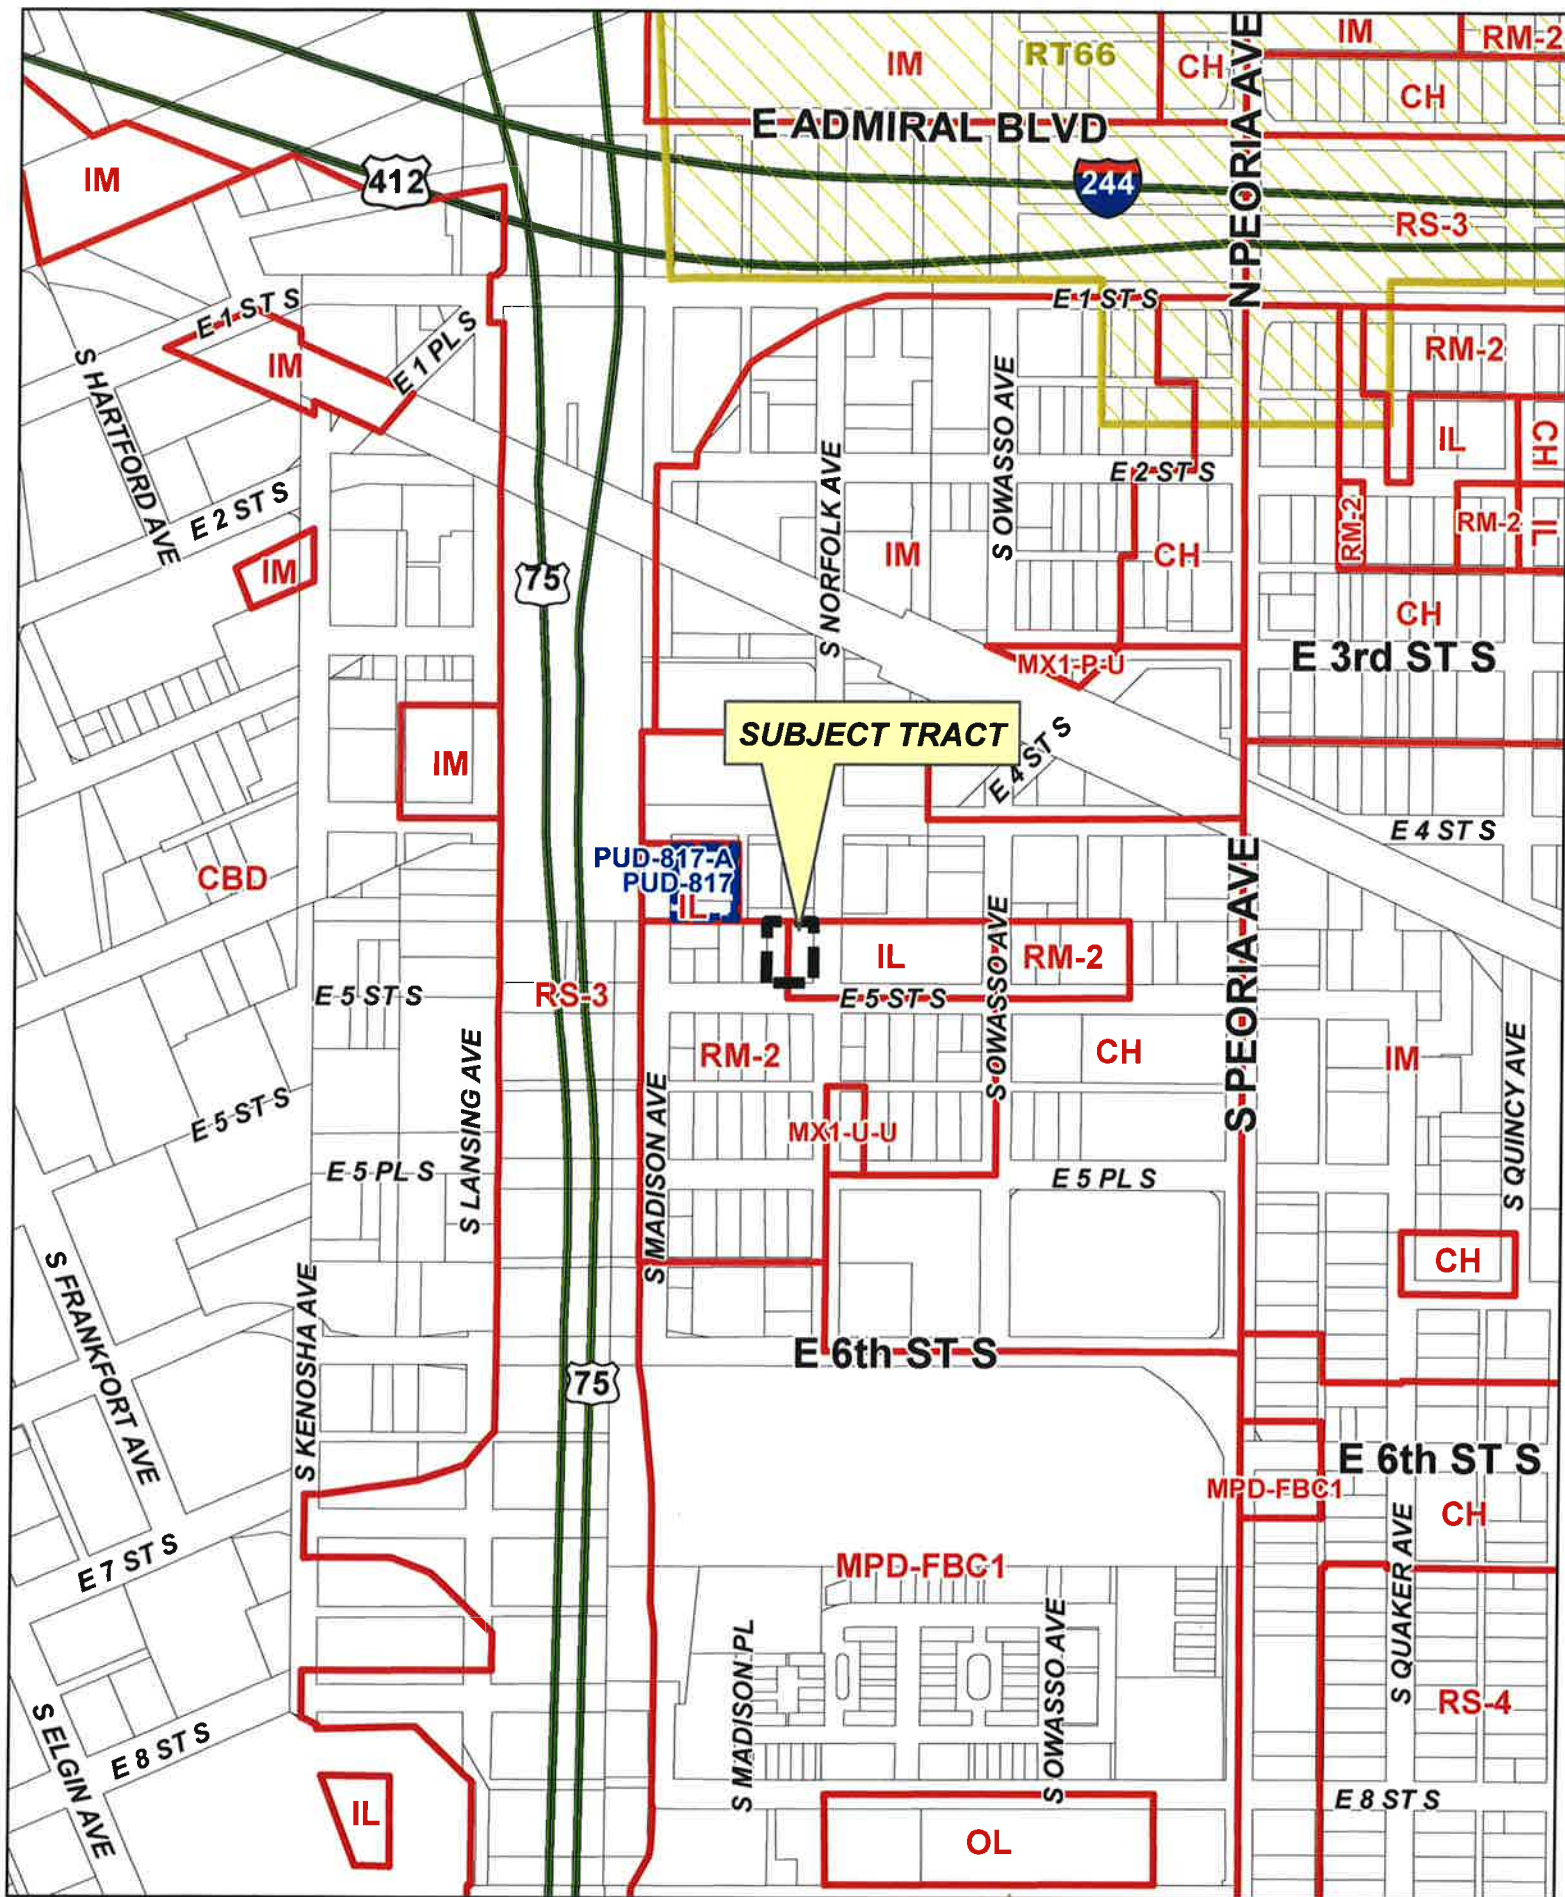 IM
RM-2
IM
RT66
CH
CH
E ADMIRAL BLVD
N PEORIA AVE
IM
412
244
RS-3
E 1 ST S
E 1 ST S
E 1 PL S
IM
RM-2
S HARTFORD AVE
S OWASSO AVE
IL
CH
S NORFOLK AVE
E 2 ST S
E 2 ST S
RM-2
RM-2
IL
IM
75
IM
CH
CH
E 3rd ST S
MX1-P-U
SUBJECT TRACT
E 4 ST S
IM
E 4 ST S
PUD-817-A
PUD-817
IL
CBD
S OWASSO AVE
S PEORIA AVE
IL
RM-2
E 5 ST S
RS-3
E 5 ST S
RM-2
CH
IM
S LANSING AVE
S MADISON AVE
S QUINCY AVE
E 5 ST S
MX1-U-U
E 5 PL S
E 5 PL S
CH
S FRANKFORT AVE
S KENOSHA AVE
E 6th ST S
75
E 6th ST S
MPD-FBC1
CH
E 7 ST S
MPD-FBC1
S QUAKER AVE
S MADISON PL
S OWASSO AVE
RS-4
S ELGIN AVE
E 8 ST S
E 8 ST S
IL
OL